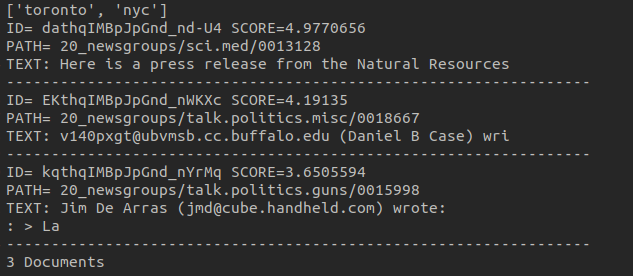 ['toronto', 'nyc']
ID= dathqIMBpJpGnd_nd-U4 SCORE=4.9770656
PATH= 20_newsgroups/sci.med/0013128
TEXT: Here is a press release from the Natural Resources
----------------------------------------------------------------
ID= EKthqIMBpJpGnd_nWKXc SCORE=4.19135
PATH= 20_newsgroups/talk.politics.misc/0018667
TEXT: v140pxgt@ubvmsb.cc.buffalo.edu (Daniel B Case) wri
----------------------------------------------------------------
ID= kqthqIMBpJpGnd_nYrMq SCORE=3.6505594
PATH= 20_newsgroups/talk.politics.guns/0015998
TEXT: Jim De Arras (jmd@cube.handheld.com) wrote:
: > La
----------------------------------------------------------------
3 Documents